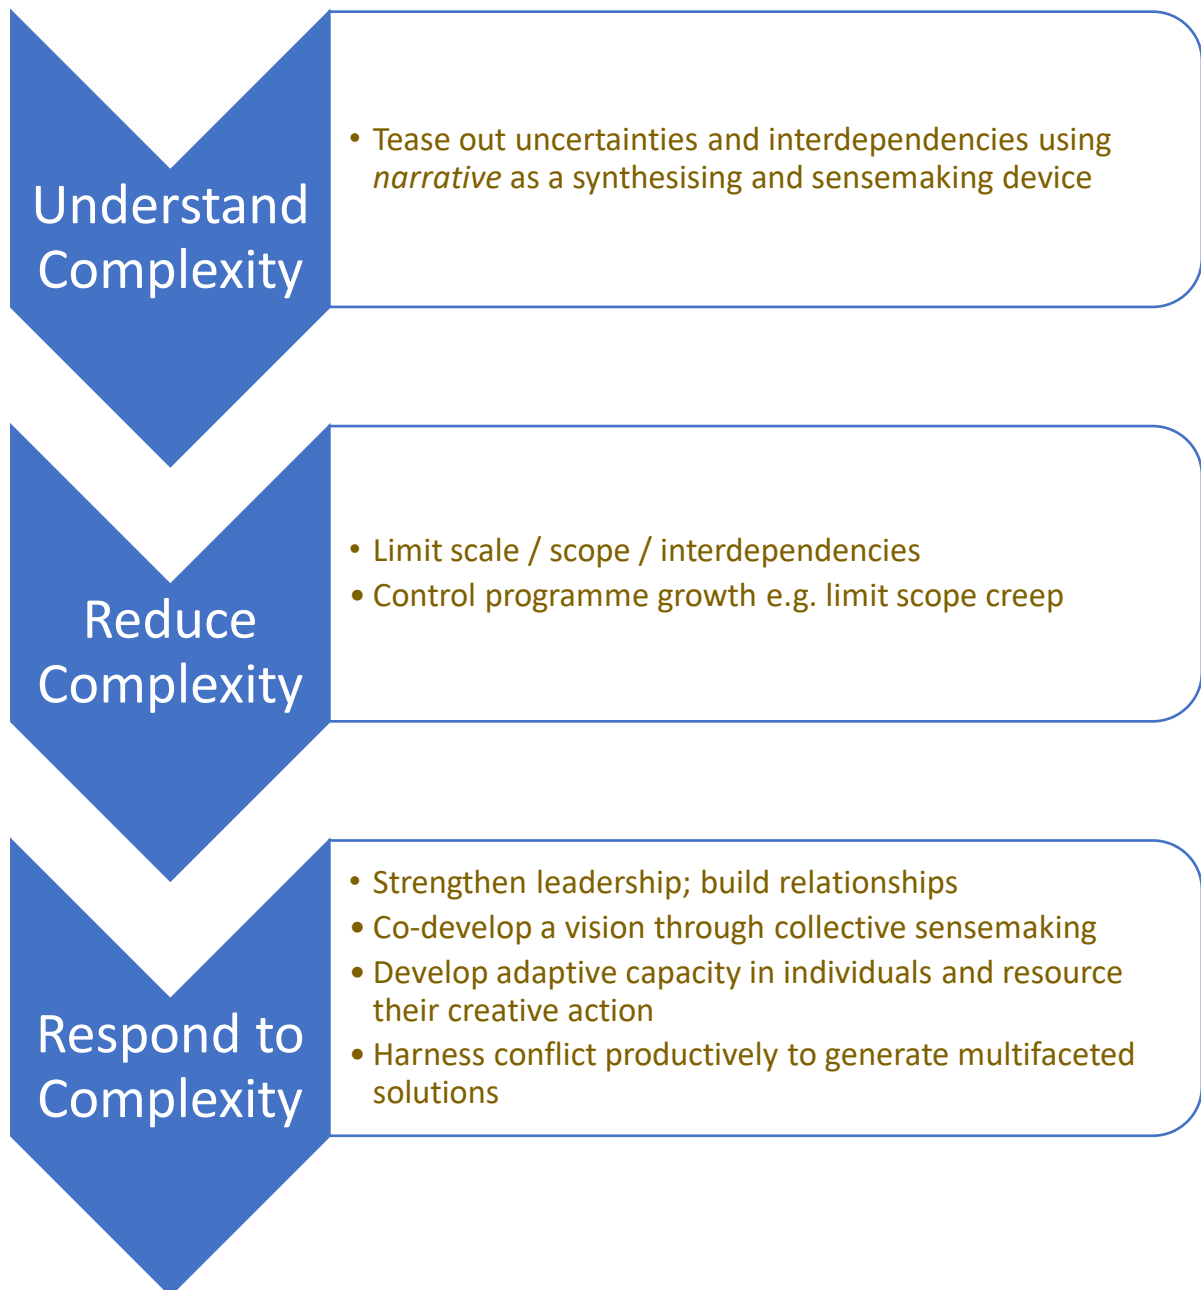 Understand
Complexity
• Tease out uncertainties and interdependencies using
narrative as a synthesising and sensemaking device
Reduce
Complexity
• Limit scale / scope / interdependencies
• Control programme growth e.g. limit scope creep
Respond to
Complexity
• Strengthen leadership; build relationships
• Co-develop a vision through collective sensemaking
• Develop adaptive capacity in individuals and resource
their creative action
• Harness conflict productively to generate multifaceted
solutions